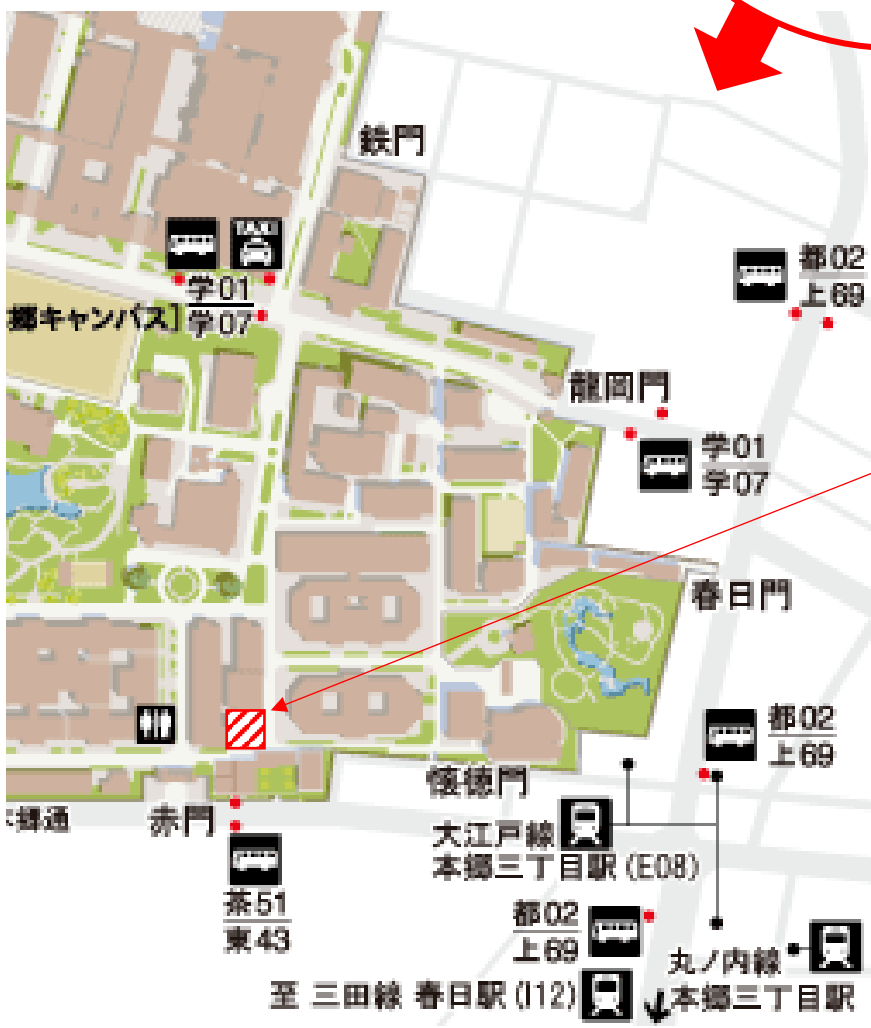 鉄門
TAXI
学01
学07
郷キャンパス]
都02
上69
龍岡門
学01
学07
春日門
都02
上69
懐徳門
大江戸線
本郷三丁目駅 (E08)
本郷通
赤門
茶51
東43
都02
上69
丸ノ内線
本郷三丁目駅
至 三田線 春日駅 (I12)